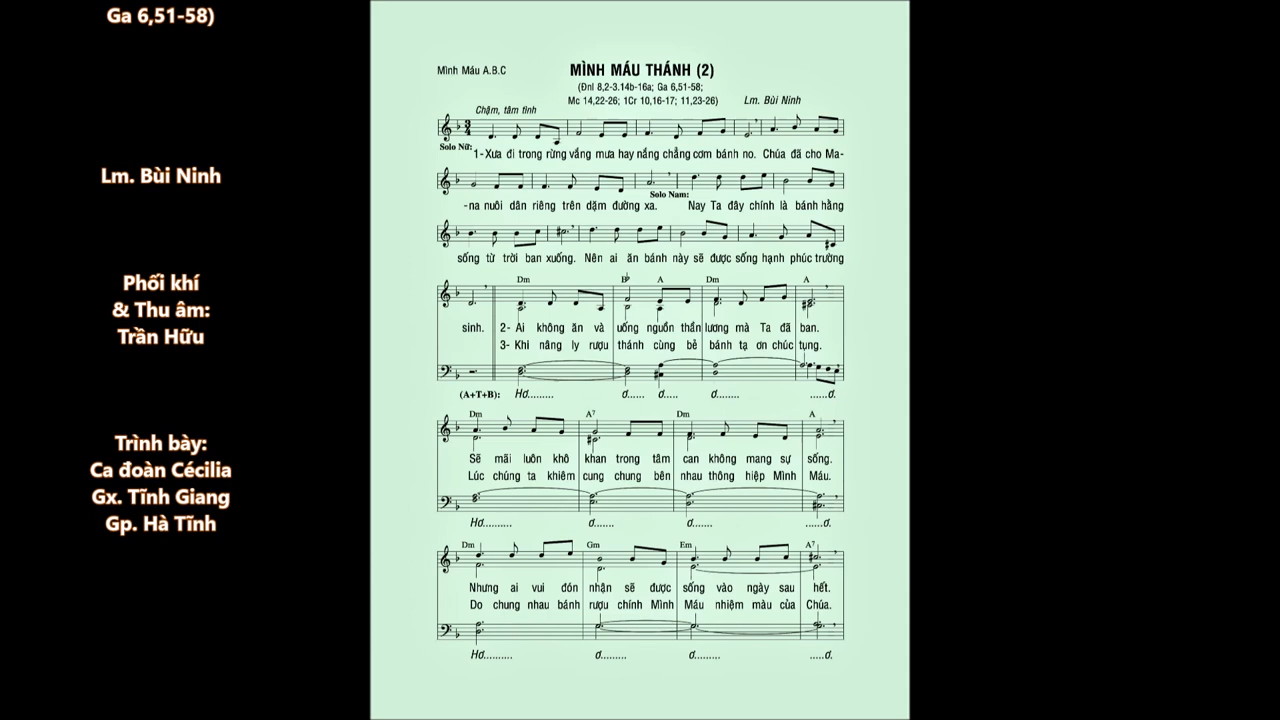 Ga 6,51-58)
Lm. Bùi Ninh
Phối khí
& Thu âm:
Trần Hữu
Trình bày:
Ca đoàn Cécilia
Gx. Tĩnh Giang
Gp. Hà Tĩnh
Mình Máu A.B.C
MÌNH MÁU THÁNH (2)
(Đnl 8,2-3.14b-16a; Ga 6,51-58;
Mc 14,22-26; 1Cr 10,16-17; 11,23-26)
Lm. Bùi Ninh
Chậm, tâm tình
Solo Nữ: 1-Xưa đi trong rừng vắng mưa hay nắng chẳng cơm bánh no. Chúa đã cho Ma-
Solo Nam:
-na nuôi dân riêng trên dặm đường xa. Nay Ta đây chính là bánh hằng
sống từ trời ban xuống. Nên ai ăn bánh này sẽ được sống hạnh phúc trường
Dm B♭ A Dm A
sinh. 2- Ai không ăn và uống nguồn thần lương mà Ta đã ban.
3- Khi nâng ly rượu thánh cùng bẻ bánh tạ ơn chúc tụng.
(A+T+B): Hơ......... ơ...... ơ..... ơ........ ......ơ.
Dm A7 Dm A
Sẽ mãi luôn khô khan trong tâm can không mang sự sống.
Lúc chúng ta khiêm cung chung bên nhau thông hiệp Mình Máu.
Hơ.......... ơ....... ơ...... ......ơ.
Dm Gm Em A7
Nhưng ai vui đón nhận sẽ được sống vào ngày sau hết.
Do chung nhau bánh rượu chính Mình Máu nhiệm màu của Chúa.
Hơ.......... ơ........ ơ........ .....ơ.